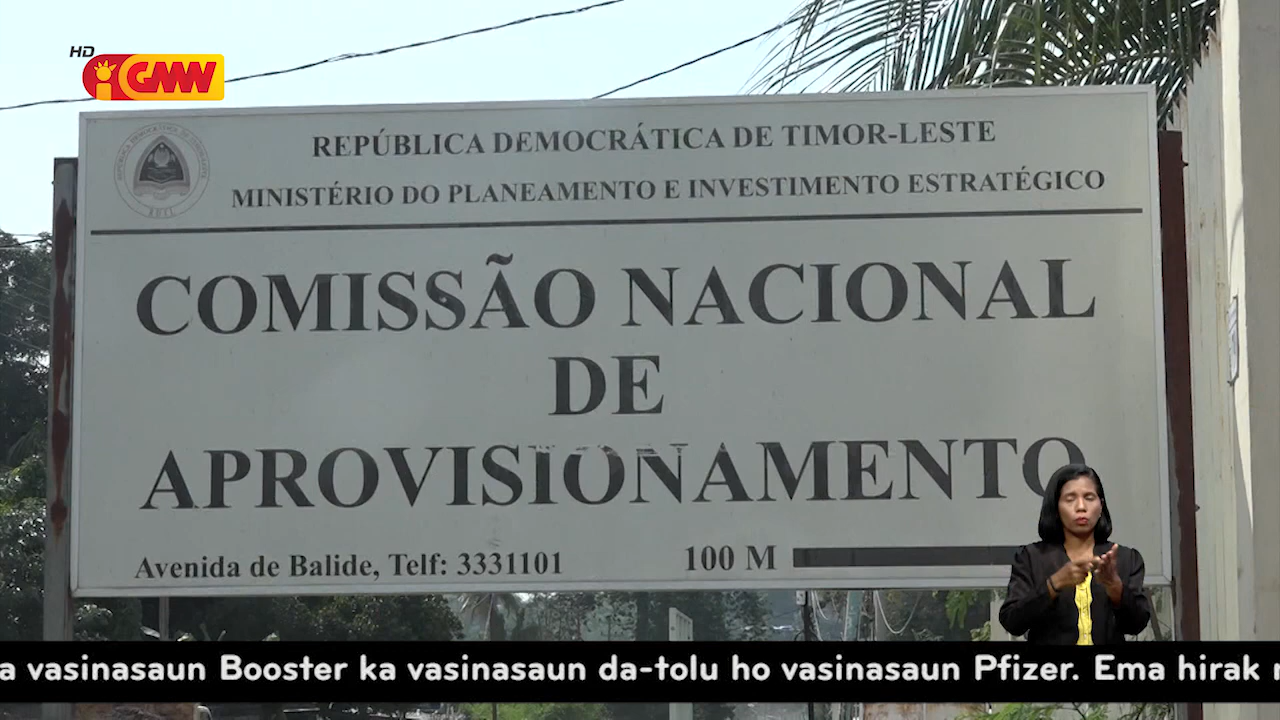 HD
GMN
REPÚBLICA DEMOCRÁTICA DE TIMOR-LESTE
MINISTÉRIO DO PLANEAMENTO E INVESTIMENTO ESTRATÉGICO
COMISSÃO NACIONAL
DE
APROVISIONAMENTO
Avenida de Balide, Telf: 3331101
100 M
a vasinasaun Booster ka vasinasaun da-tolu ho vasinasaun Pfizer. Ema hirak